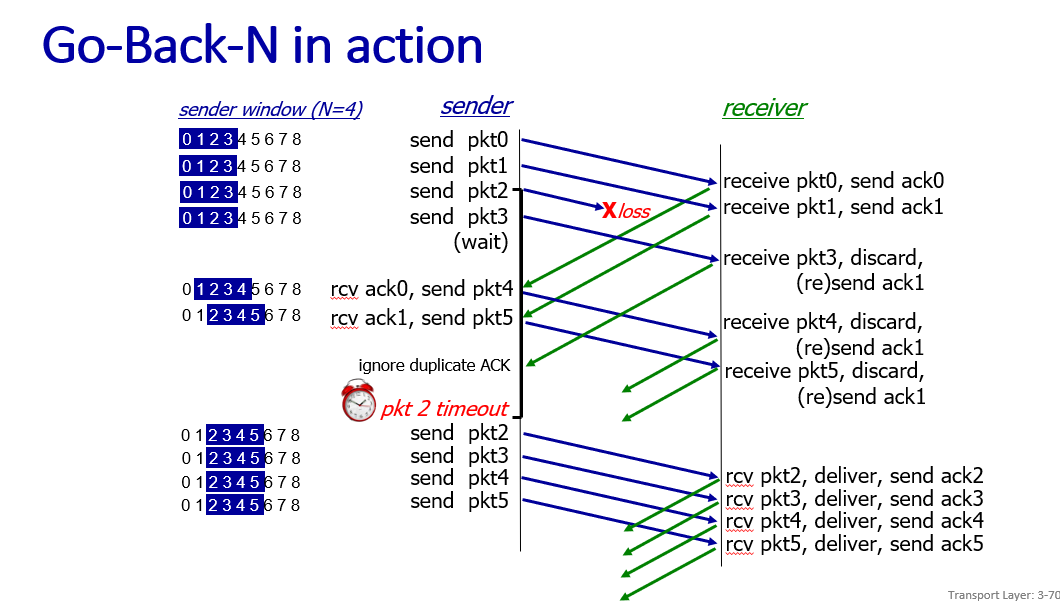 Go-Back-N in action
sender window (N=4)
sender
receiver
0 1 2 3 4 5 6 7 8
send pkt0
0 1 2 3 4 5 6 7 8
send pkt1
0 1 2 3 4 5 6 7 8
send pkt2
0 1 2 3 4 5 6 7 8
send pkt3
(wait)
X loss
receive pkt0, send ack0
receive pkt1, send ack1
receive pkt3, discard,
(re)send ack1
0 1 2 3 4 5 6 7 8
rcv ack0, send pkt4
0 1 2 3 4 5 6 7 8
rcv ack1, send pkt5
receive pkt4, discard,
(re)send ack1
receive pkt5, discard,
(re)send ack1
ignore duplicate ACK
pkt 2 timeout
0 1 2 3 4 5 6 7 8
send pkt2
0 1 2 3 4 5 6 7 8
send pkt3
0 1 2 3 4 5 6 7 8
send pkt4
0 1 2 3 4 5 6 7 8
send pkt5
rcv pkt2, deliver, send ack2
rcv pkt3, deliver, send ack3
rcv pkt4, deliver, send ack4
rcv pkt5, deliver, send ack5
Transport Layer: 3-70